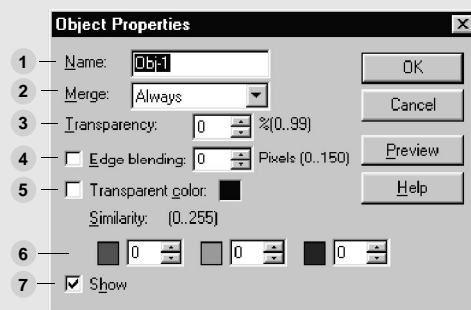 Object Properties
1 Name: Obj-1 OK
2 Merge: Always Cancel
3 Transparency: 0 %(0..99)
4 Edge blending: 0 Pixels (0..150) Preview
5 Transparent color: Help
Similarity: (0..255)
6 0 0 0
7 Show